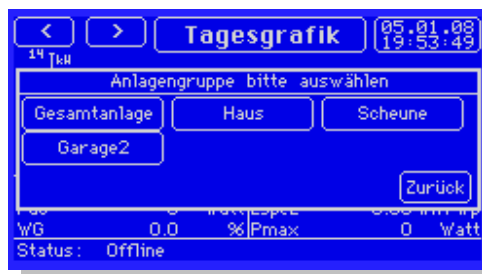 < > Tagesgrafik 05.01.08
19:53:49
14 TkW
Anlagengruppe bitte auswählen
Gesamtanlage Haus Scheune
Garage2
Zurück
WG 0.0 % Pmax 0 Watt
Status: Offline